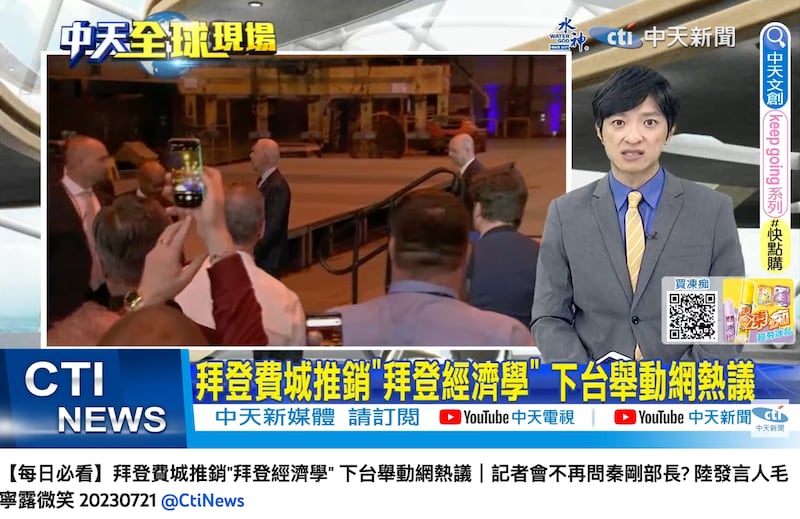 中天全球現場
水神
WATER GOD
cti 中天新聞
中天文創
keep going系列
#快點購
買凍痴
CTI NEWS
拜登費城推銷"拜登經濟學" 下台舉動網熱議
中天新媒體 請訂閱 YouTube 中天電視 YouTube 中天新聞
cti
中天新聞
【每日必看】拜登費城推銷"拜登經濟學" 下台舉動網熱議｜記者會不再問秦剛部長? 陸發言人毛
寧露微笑 20230721 @CtiNews